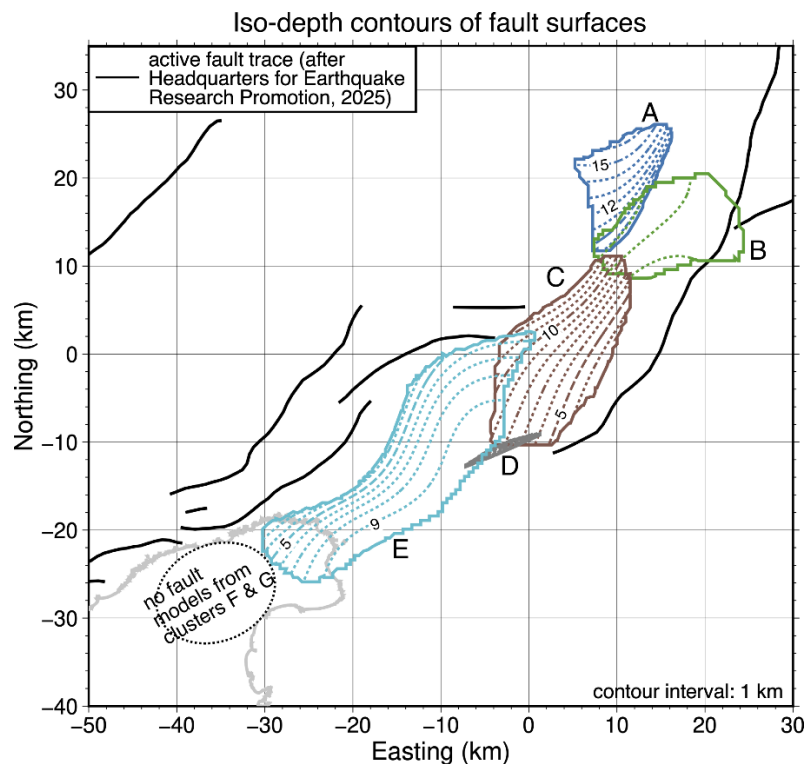 Iso-depth contours of fault surfaces
active fault trace (after
Headquarters for Earthquake
Research Promotion, 2025)
A
15
12
B
C
10
5
D
9
E
5
no fault
models from
clusters F & G
contour interval: 1 km
30
20
10
0
-10
-20
-30
-40
Northing (km)
-50 -40 -30 -20 -10 0 10 20 30
Easting (km)